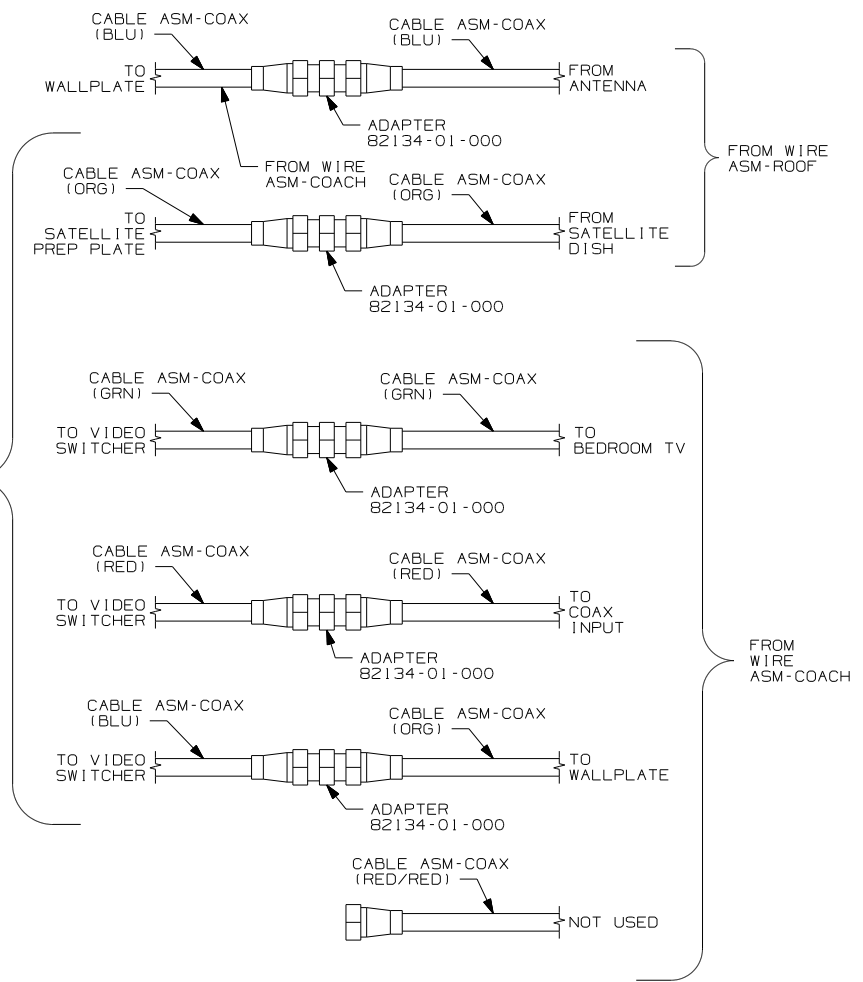 CABLE ASM-COAX
(BLU)
CABLE ASM-COAX
(BLU)
TO
WALLPLATE
FROM
ANTENNA
ADAPTER
82134-01-000
FROM WIRE
ASM-COACH
FROM WIRE
ASM-ROOF
CABLE ASM-COAX
(ORG)
CABLE ASM-COAX
(ORG)
TO
SATELLITE
PREP PLATE
FROM
SATELLITE
DISH
ADAPTER
82134-01-000
CABLE ASM-COAX
(GRN)
CABLE ASM-COAX
(GRN)
TO VIDEO
SWITCHER
TO
BEDROOM TV
ADAPTER
82134-01-000
CABLE ASM-COAX
(RED)
CABLE ASM-COAX
(RED)
TO VIDEO
SWITCHER
TO
COAX
INPUT
ADAPTER
82134-01-000
FROM
WIRE
ASM-COACH
CABLE ASM-COAX
(BLU)
CABLE ASM-COAX
(ORG)
TO VIDEO
SWITCHER
TO
WALLPLATE
ADAPTER
82134-01-000
CABLE ASM-COAX
(RED/RED)
NOT USED